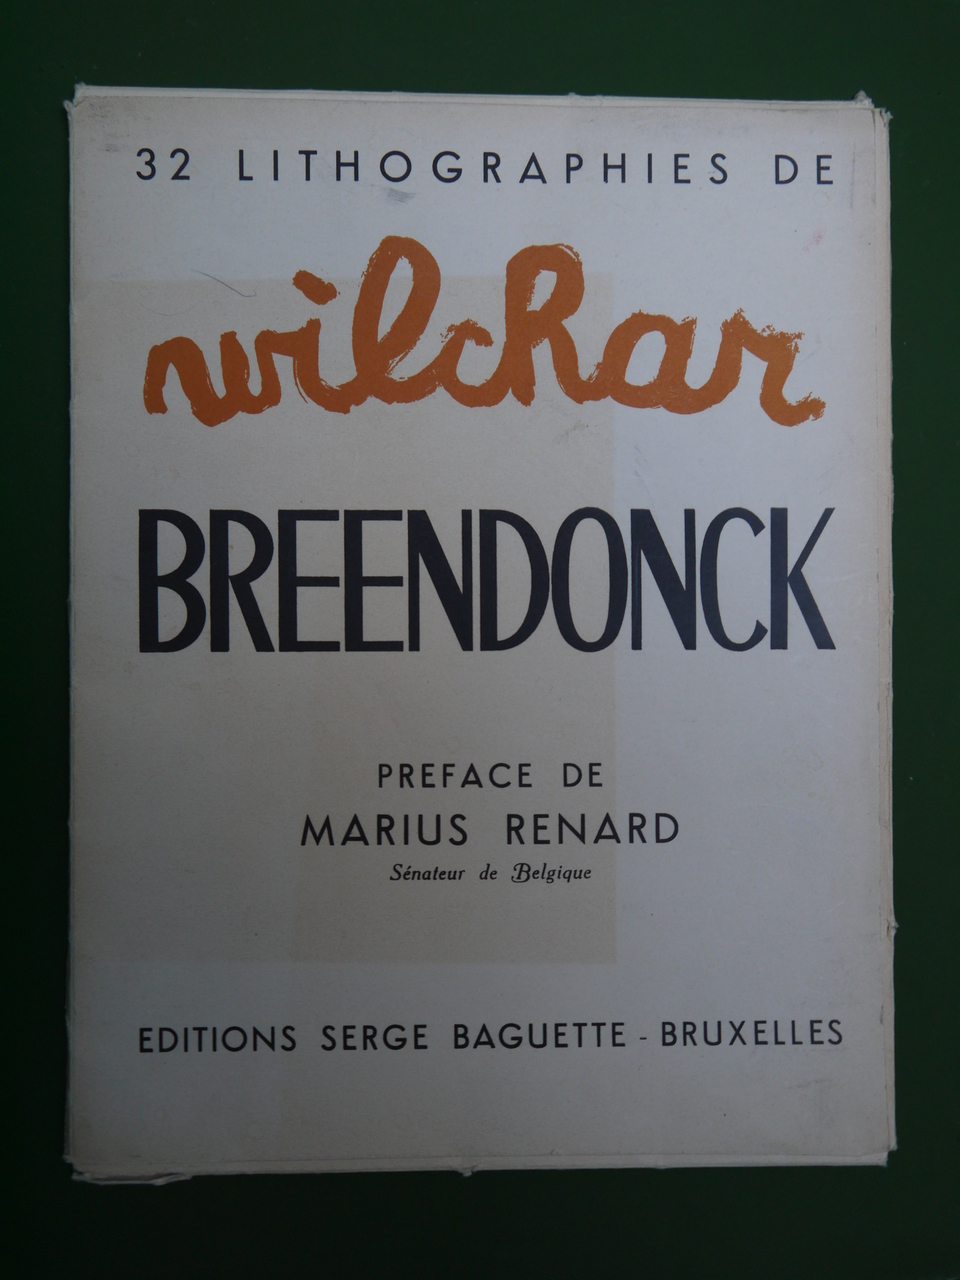 32 LITHOGRAPHIES DE
wilchar
BREENDONCK
PREFACE DE
MARIUS RENARD
Sénateur de Belgique
EDITIONS SERGE BAGUETTE - BRUXELLES